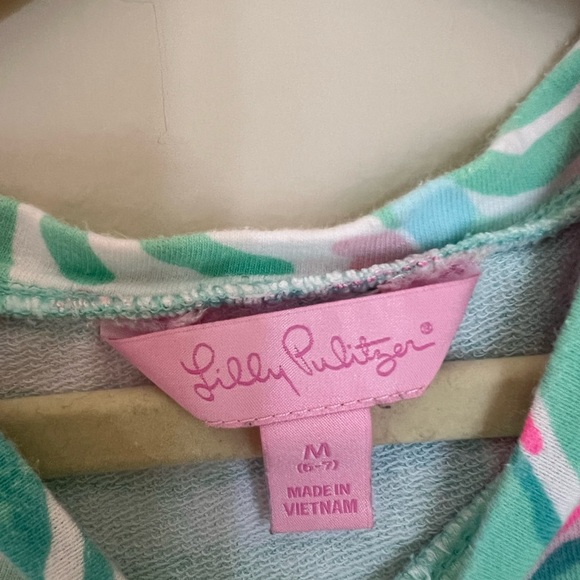 Lilly Pulitzer®
M
(6-7)
MADE IN
VIETNAM